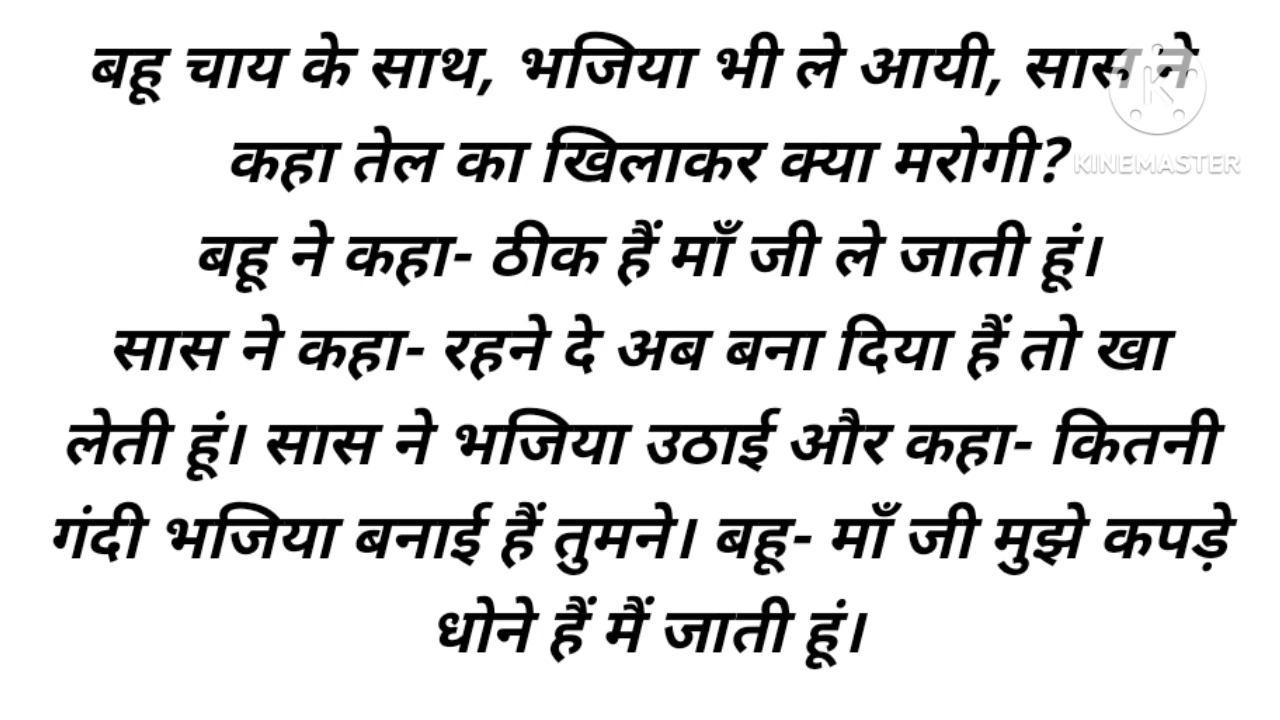 बहू चाय के साथ, भजिया भी ले आयी, सास ने
कहा तेल का खिलाकर क्या मरोगी?
KINEMASTER
बहू ने कहा- ठीक हैं माँ जी ले जाती हूं।
सास ने कहा- रहने दे अब बना दिया हैं तो खा
लेती हूं। सास ने भजिया उठाई और कहा- कितनी
गंदी भजिया बनाई हैं तुमने। बहू- माँ जी मुझे कपड़े
धोने हैं मैं जाती हूं।